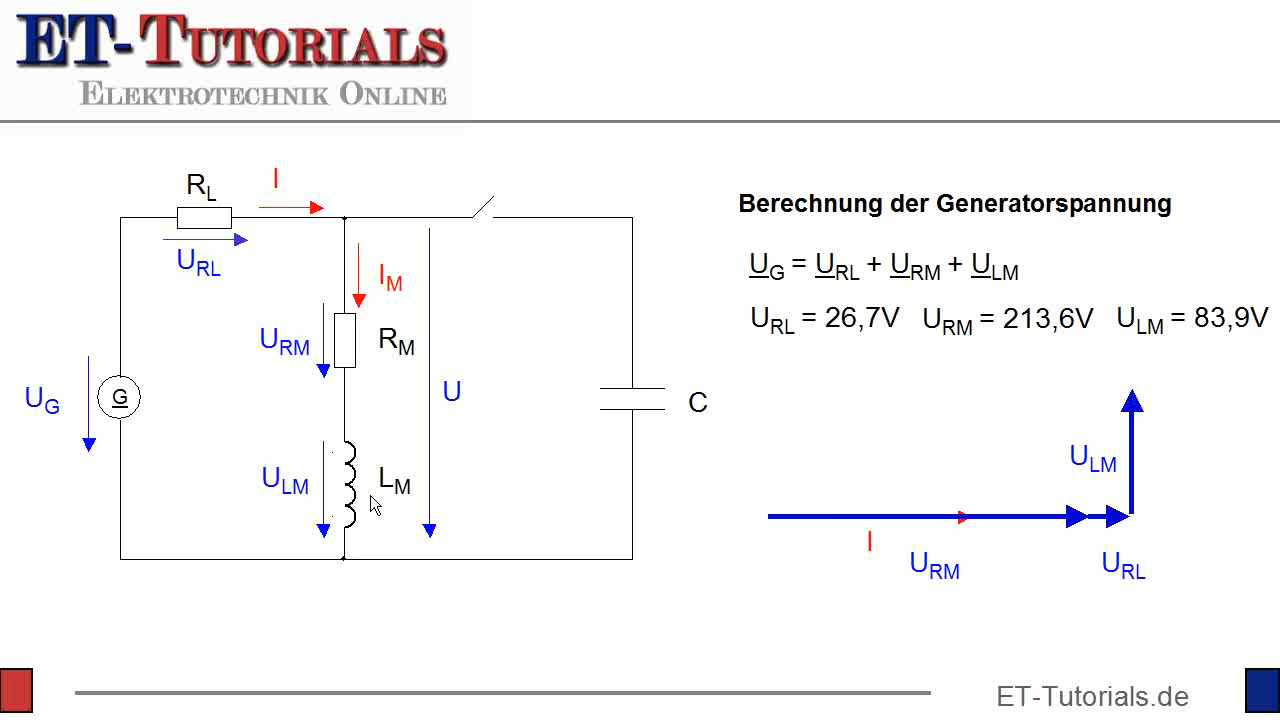 ET-TUTORIALS
ELEKTROTECHNIK ONLINE
RL
I
URL
IM
URM
RM
UG
G
U
C
ULM
LM
Berechnung der Generatorspannung
UG = URL + URM + ULM
URL = 26,7V URM = 213,6V ULM = 83,9V
ULM
I
URM
URL
ET-Tutorials.de